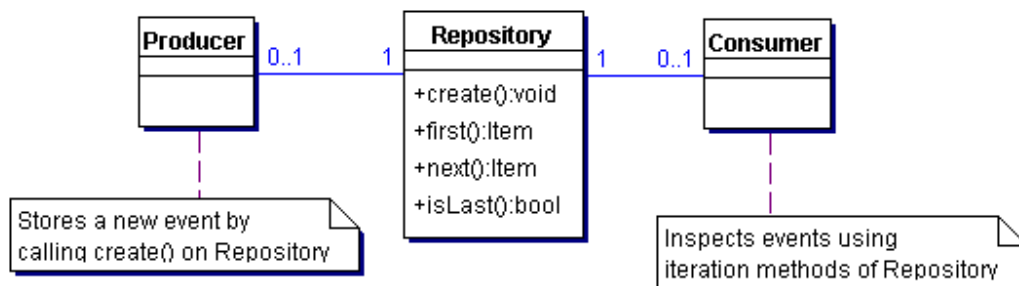 Producer
0..1
1
Repository
+create():void
+first():Item
+next():Item
+isLast():bool
1
0..1
Consumer
Stores a new event by
calling create() on Repository
Inspects events using
iteration methods of Repository